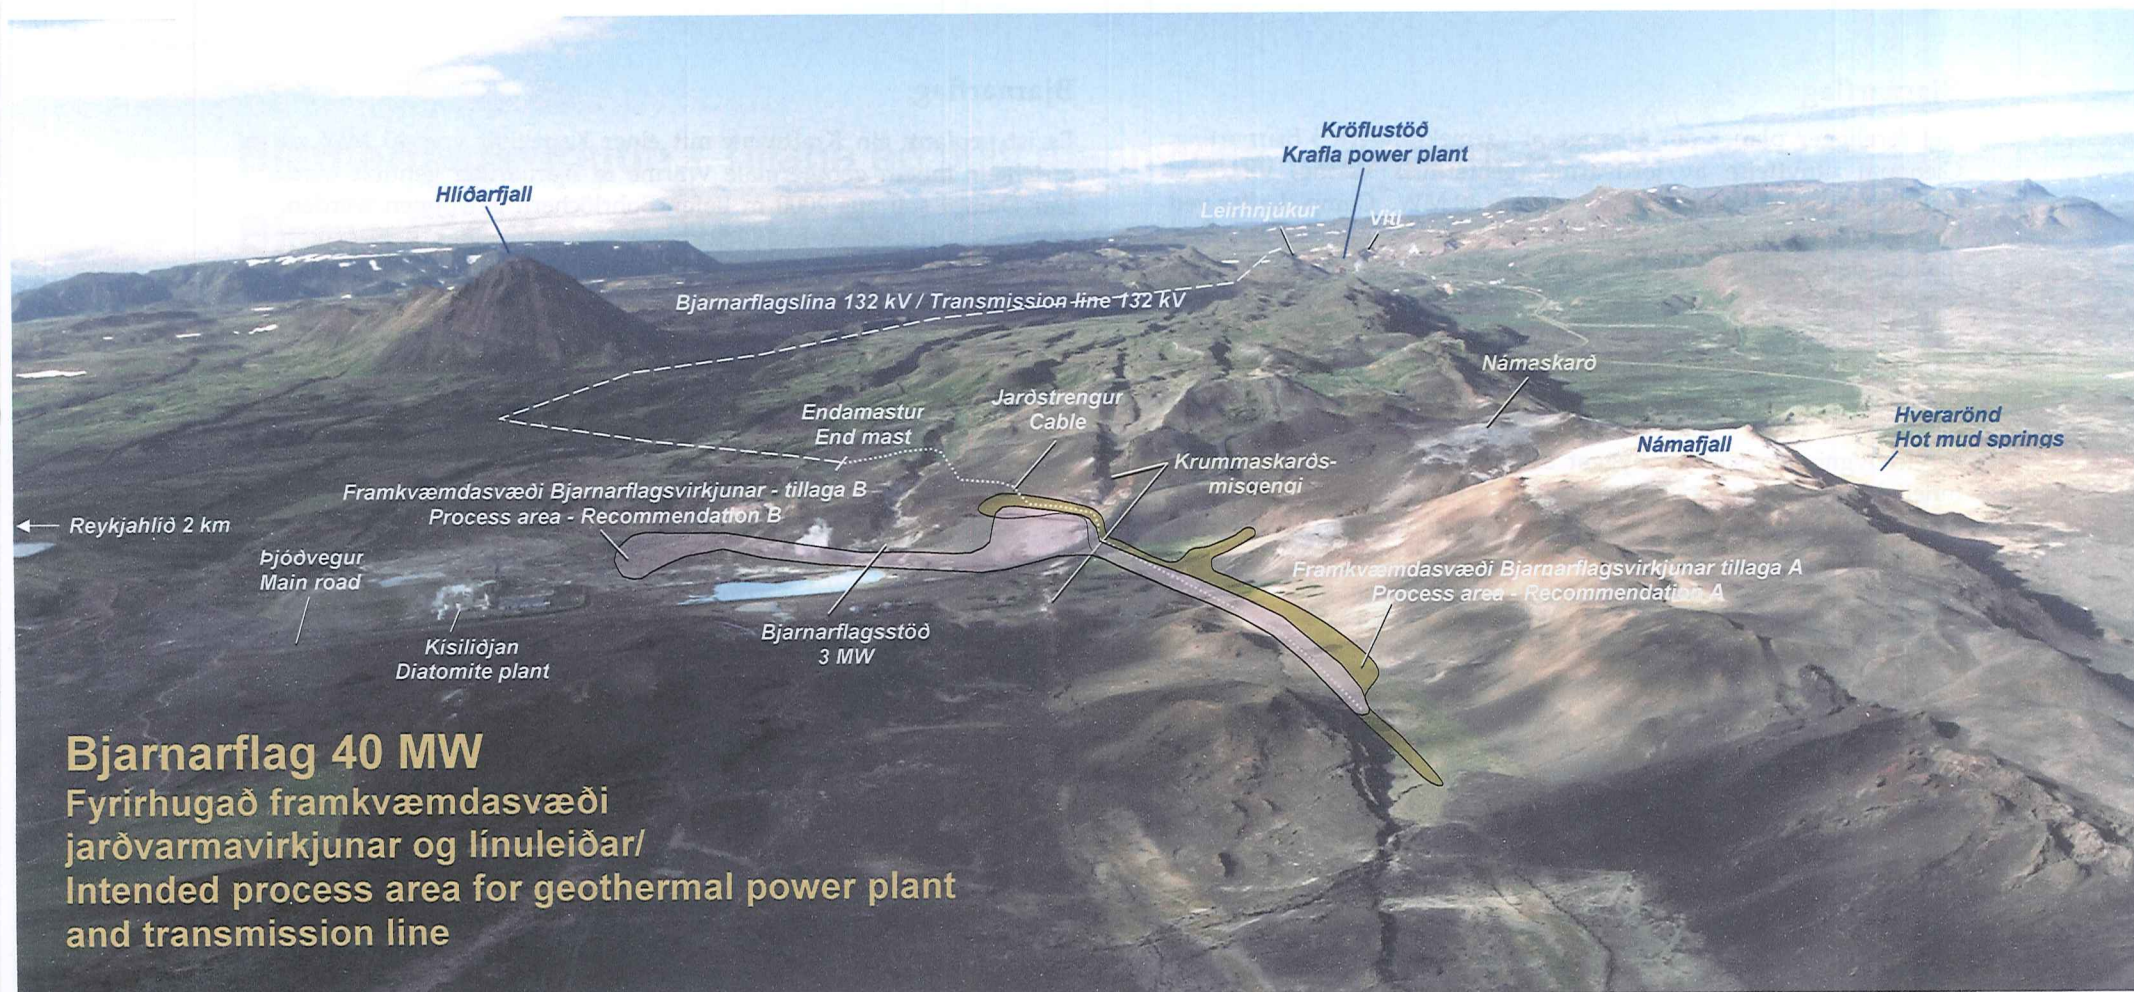 Kröflustöð
Krafla power plant
Hlíðarfjall
Leirhnjúkur
Víti
Bjarnarflagslína 132 kV / Transmission line 132 kV
Námaskarð
Endamastur
End mast
Jarðstrengur
Cable
Hverarönd
Hot mud springs
Námafjall
Krummaskarðs-
misgengi
Framkvæmdasvæði Bjarnarflagsvirkjunar - tillaga B
Process area - Recommendation B
Reykjahlíð 2 km
Þjóðvegur
Main road
Framkvæmdasvæði Bjarnarflagsvirkjunar tillaga A
Process area - Recommendation A
Bjarnarflagsstöð
3 MW
Kísiliðjan
Diatomite plant
Bjarnarflag 40 MW
Fyrirhugað framkvæmdasvæði
jarðvarmavirkjunar og línuleiðar/
Intended process area for geothermal power plant
and transmission line